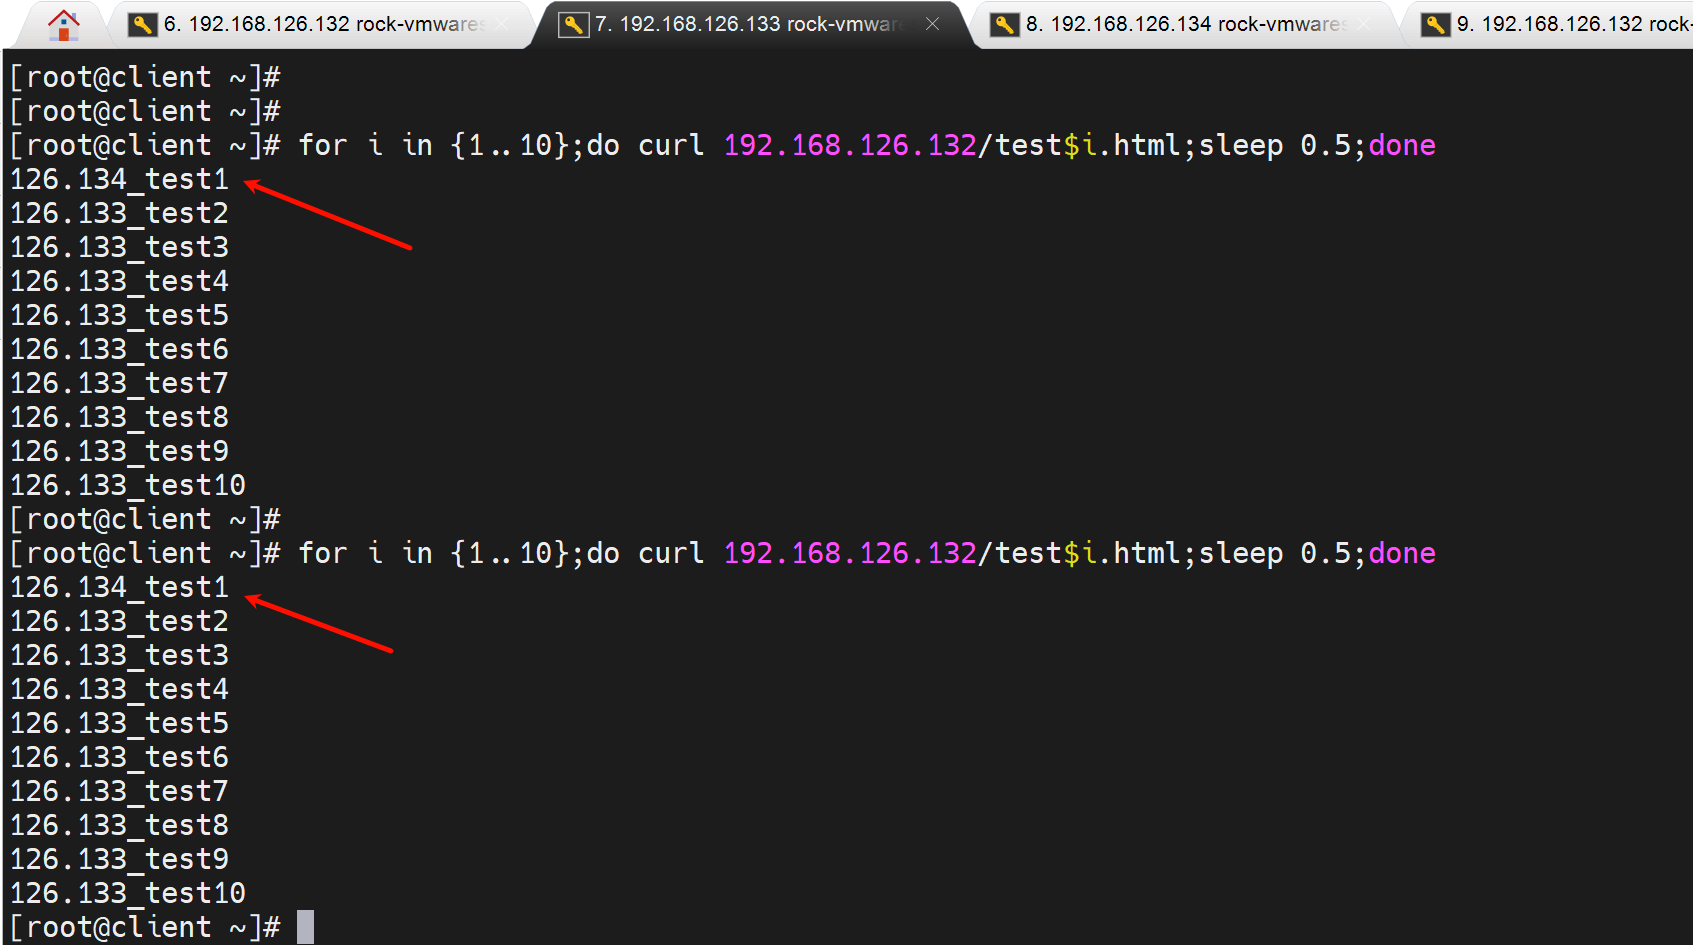 6. 192.168.126.132 rock-vmwares
7. 192.168.126.133 rock-vmware
8. 192.168.126.134 rock-vmwares
9. 192.168.126.132 rock-
[root@client ~]#
[root@client ~]#
[root@client ~]# for i in {1..10};do curl 192.168.126.132/test$i.html;sleep 0.5;done
126.134_test1
126.133_test2
126.133_test3
126.133_test4
126.133_test5
126.133_test6
126.133_test7
126.133_test8
126.133_test9
126.133_test10
[root@client ~]#
[root@client ~]# for i in {1..10};do curl 192.168.126.132/test$i.html;sleep 0.5;done
126.134_test1
126.133_test2
126.133_test3
126.133_test4
126.133_test5
126.133_test6
126.133_test7
126.133_test8
126.133_test9
126.133_test10
[root@client ~]#